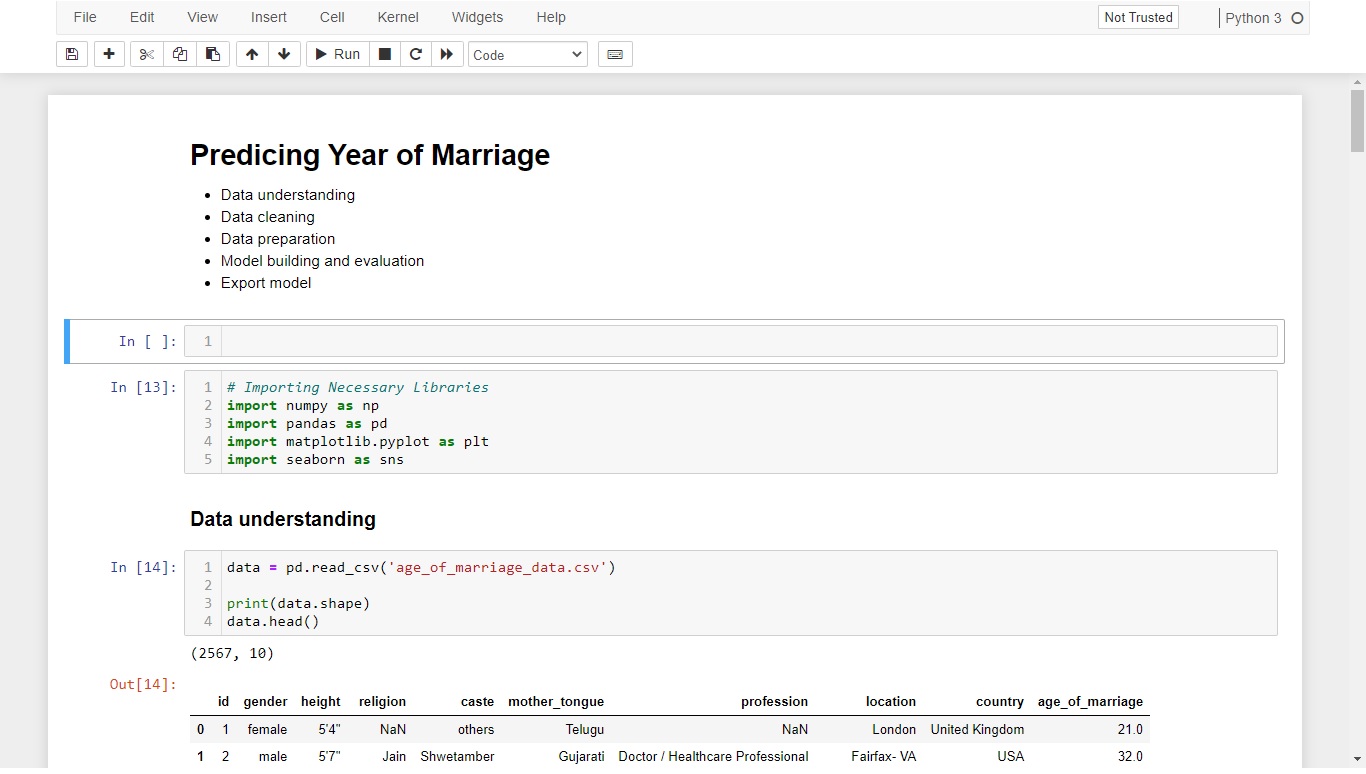 File Edit View Insert Cell Kernel Widgets Help Not Trusted Python 3
Run Code
Predicing Year of Marriage
Data understanding
Data cleaning
Data preparation
Model building and evaluation
Export model
In [ ]: 1
In [13]: 1 # Importing Necessary Libraries
2 import numpy as np
3 import pandas as pd
4 import matplotlib.pyplot as plt
5 import seaborn as sns
Data understanding
In [14]: 1 data = pd.read_csv('age_of_marriage_data.csv')
2
3 print(data.shape)
4 data.head()
(2567, 10)
Out[14]:
id gender height religion caste mother_tongue profession location country age_of_marriage
0 1 female 5'4" NaN others Telugu NaN London United Kingdom 21.0
1 2 male 5'7" Jain Shwetamber Gujarati Doctor / Healthcare Professional Fairfax- VA USA 32.0